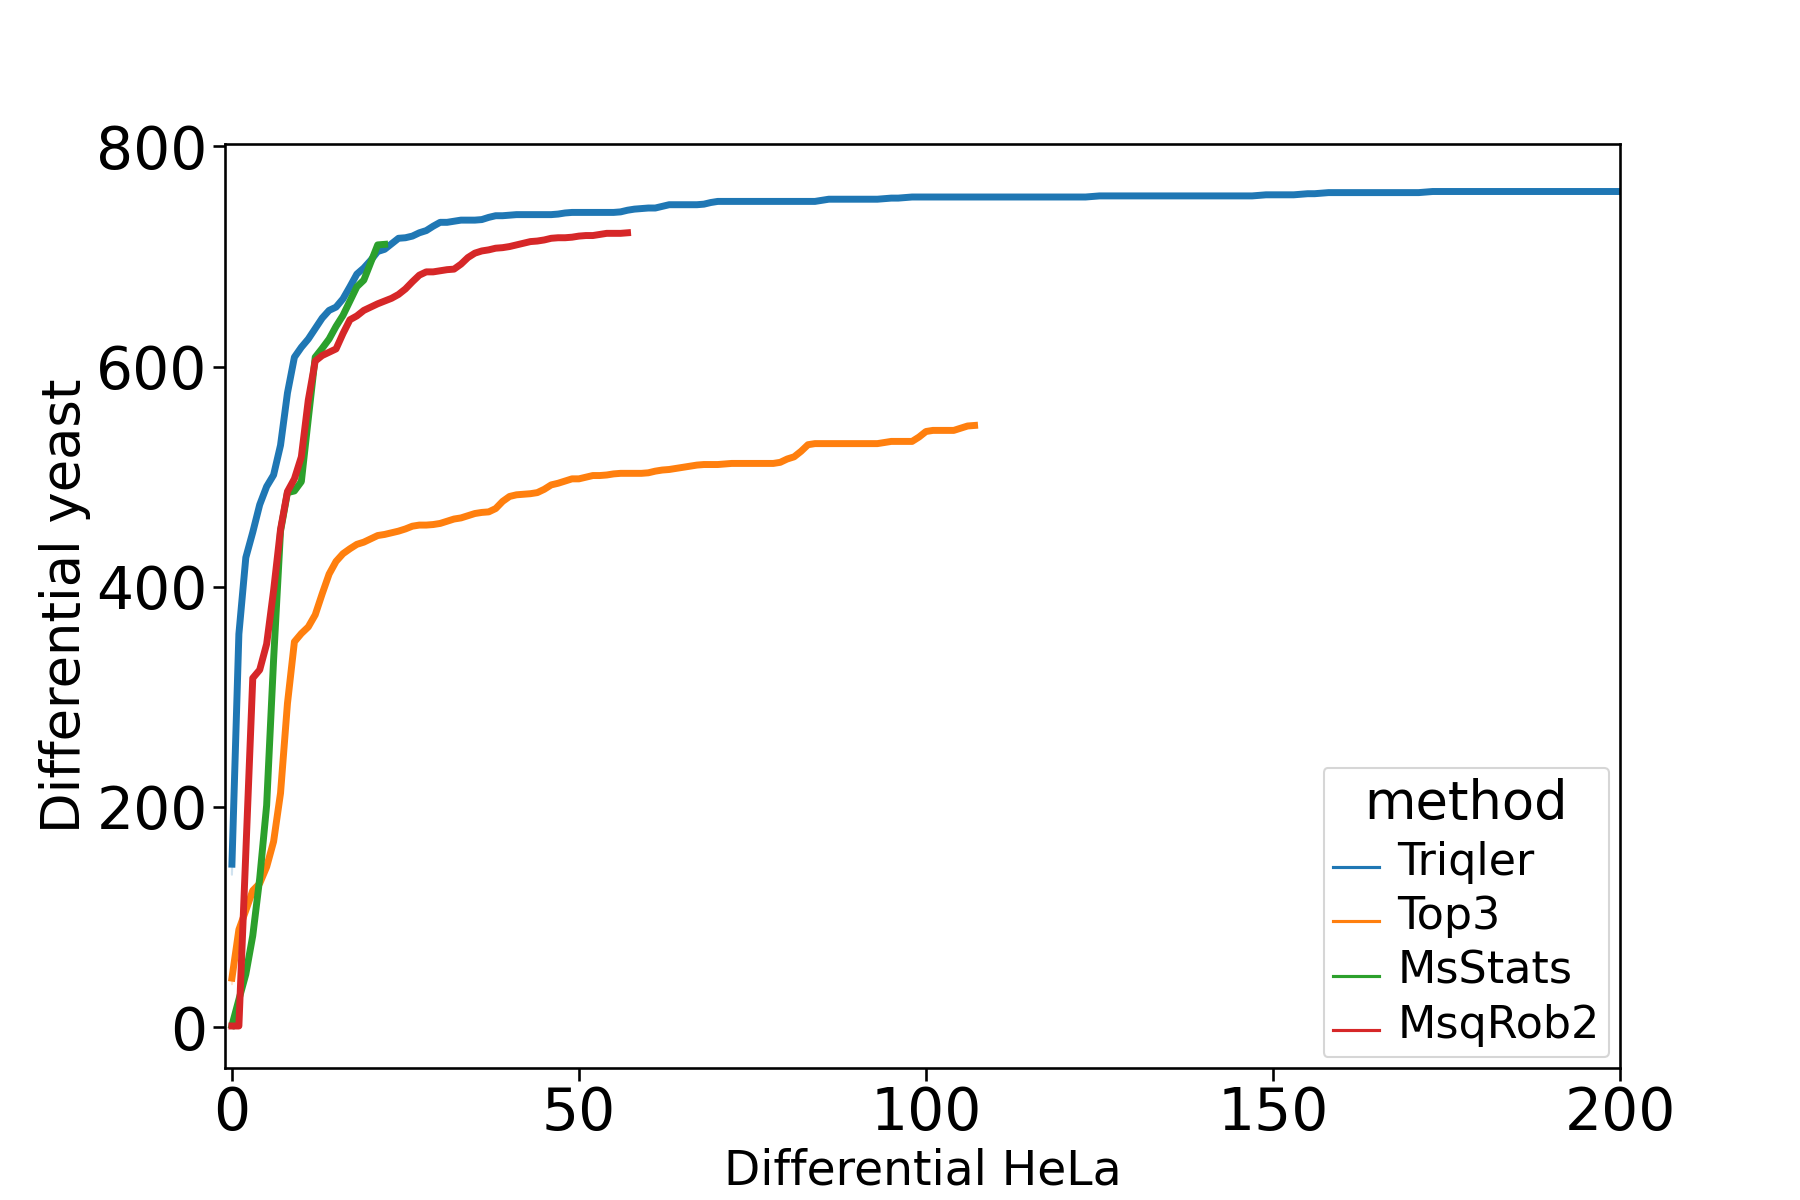 800
600
400
200
0
Differential yeast
0 50 100 150 200
Differential HeLa
method
Triqler
Top3
MsStats
MsqRob2